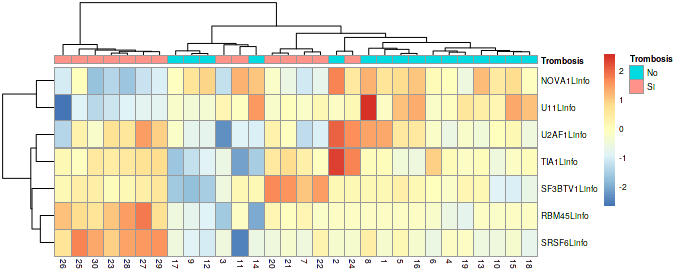 Trombosis
NOVA1Linfo
U11Linfo
U2AF1Linfo
TIA1Linfo
SF3BTV1Linfo
RBM45Linfo
SRSF6Linfo
26 25 30 23 28 27 29 17 9 12 3 11 14 20 21 7 22 2 24 8 1 5 16 6 4 19 13 10 15 18
2
1
0
-1
-2
Trombosis
No
Si